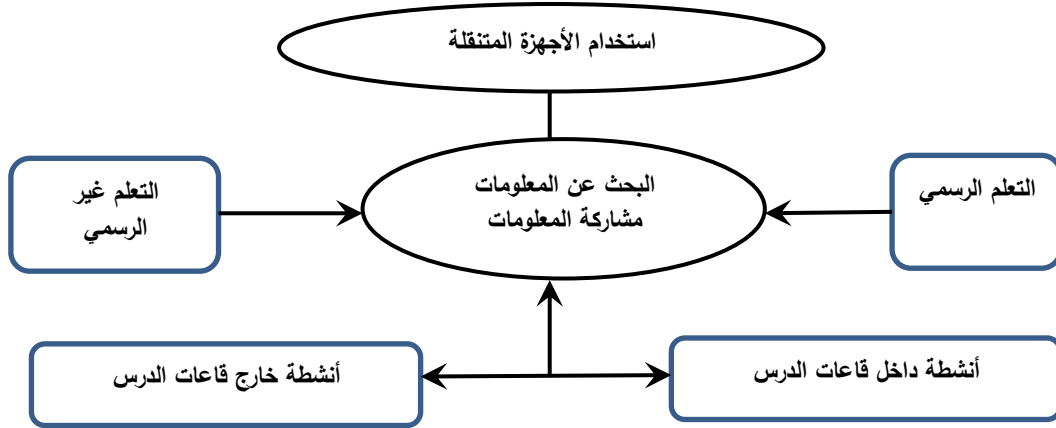 استخدام الأجهزة المتنقلة
البحث عن المعلومات
مشاركة المعلومات
التعلم الرسمي
التعلم غير
الرسمي
أنشطة داخل قاعات الدرس
أنشطة خارج قاعات الدرس